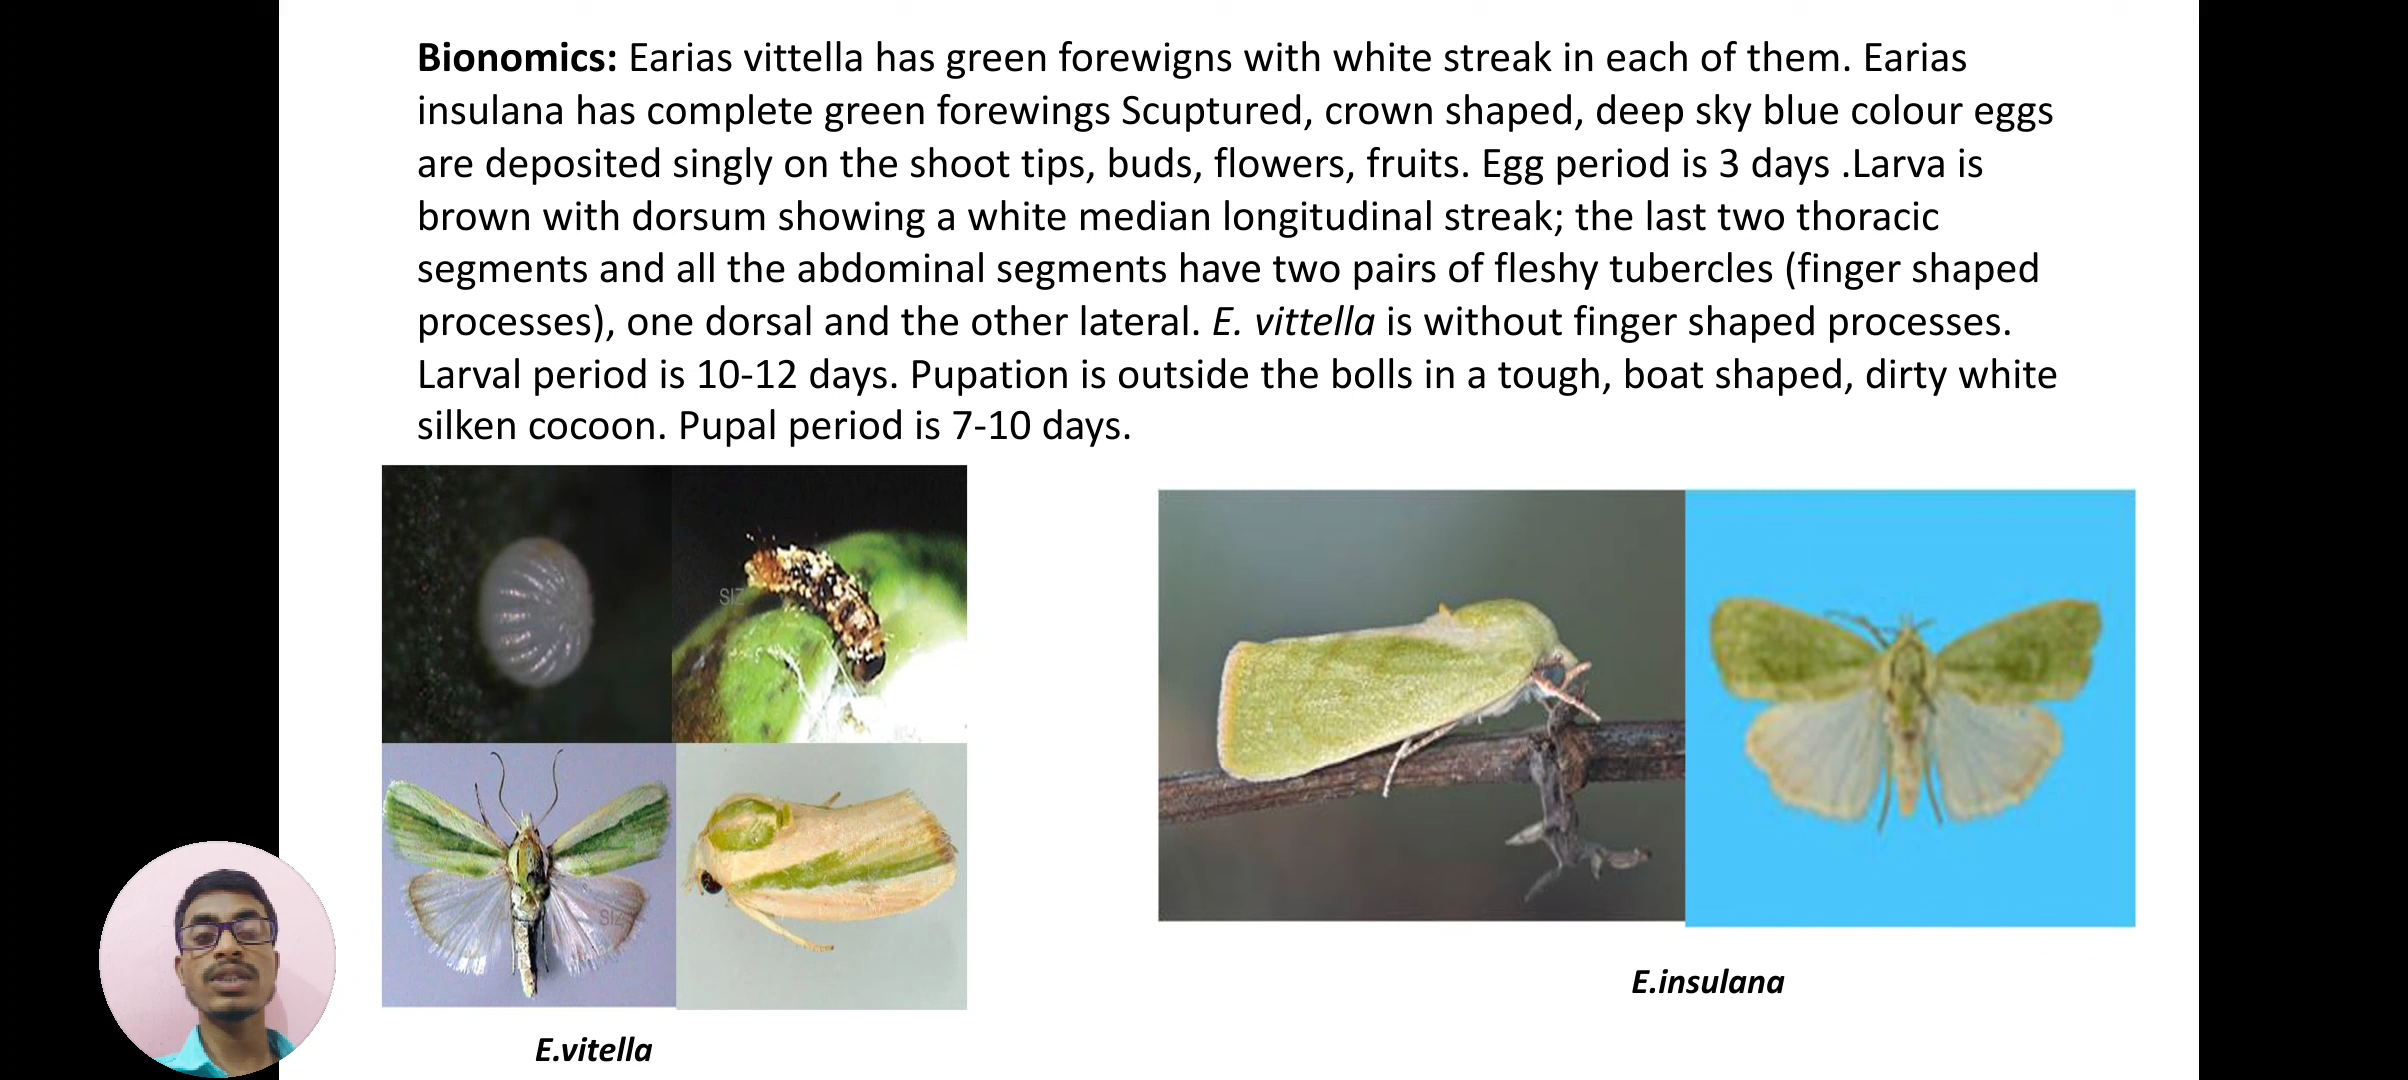 Bionomics: Earias vittella has green forewigns with white streak in each of them. Earias
insulana has complete green forewings Scuptured, crown shaped, deep sky blue colour eggs
are deposited singly on the shoot tips, buds, flowers, fruits. Egg period is 3 days .Larva is
brown with dorsum showing a white median longitudinal streak; the last two thoracic
segments and all the abdominal segments have two pairs of fleshy tubercles (finger shaped
processes), one dorsal and the other lateral. E. vittella is without finger shaped processes.
Larval period is 10-12 days. Pupation is outside the bolls in a tough, boat shaped, dirty white
silken cocoon. Pupal period is 7-10 days.
SIZ
SIZ
E.insulana
E.vitella